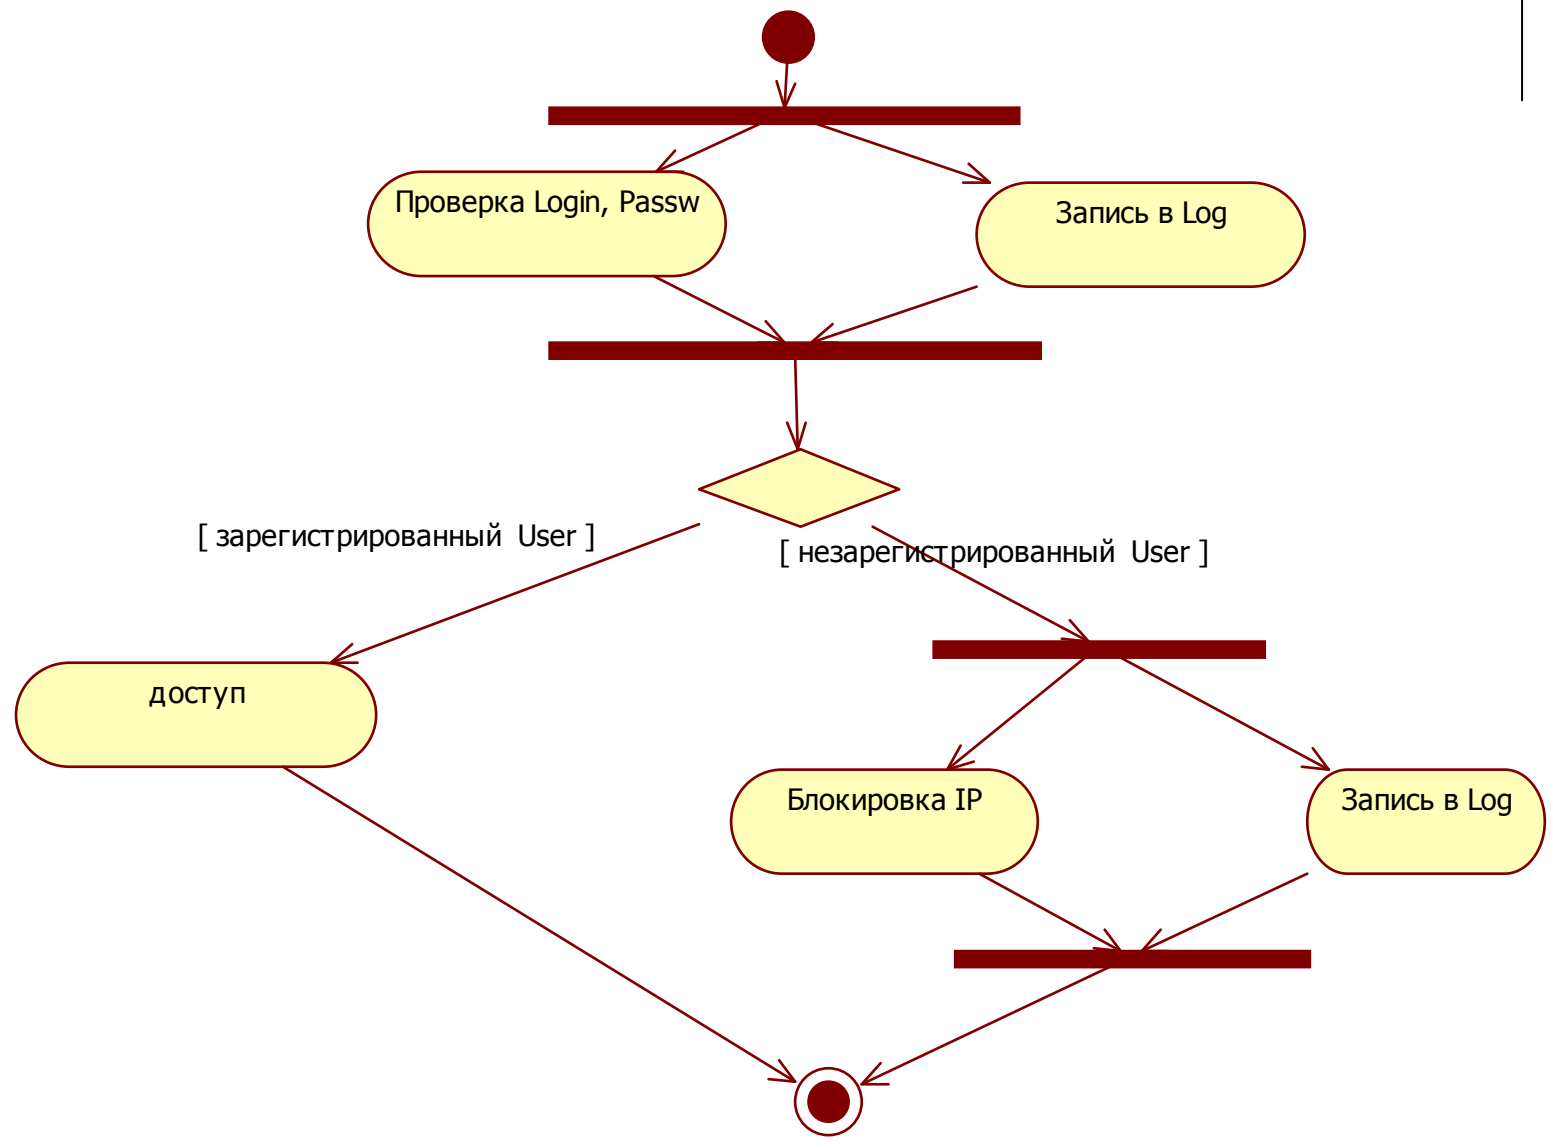 Проверка Login, Passw
Запись в Log
[ зарегистрированный User ]
[ незарегистрированный User ]
доступ
Блокировка IP
Запись в Log